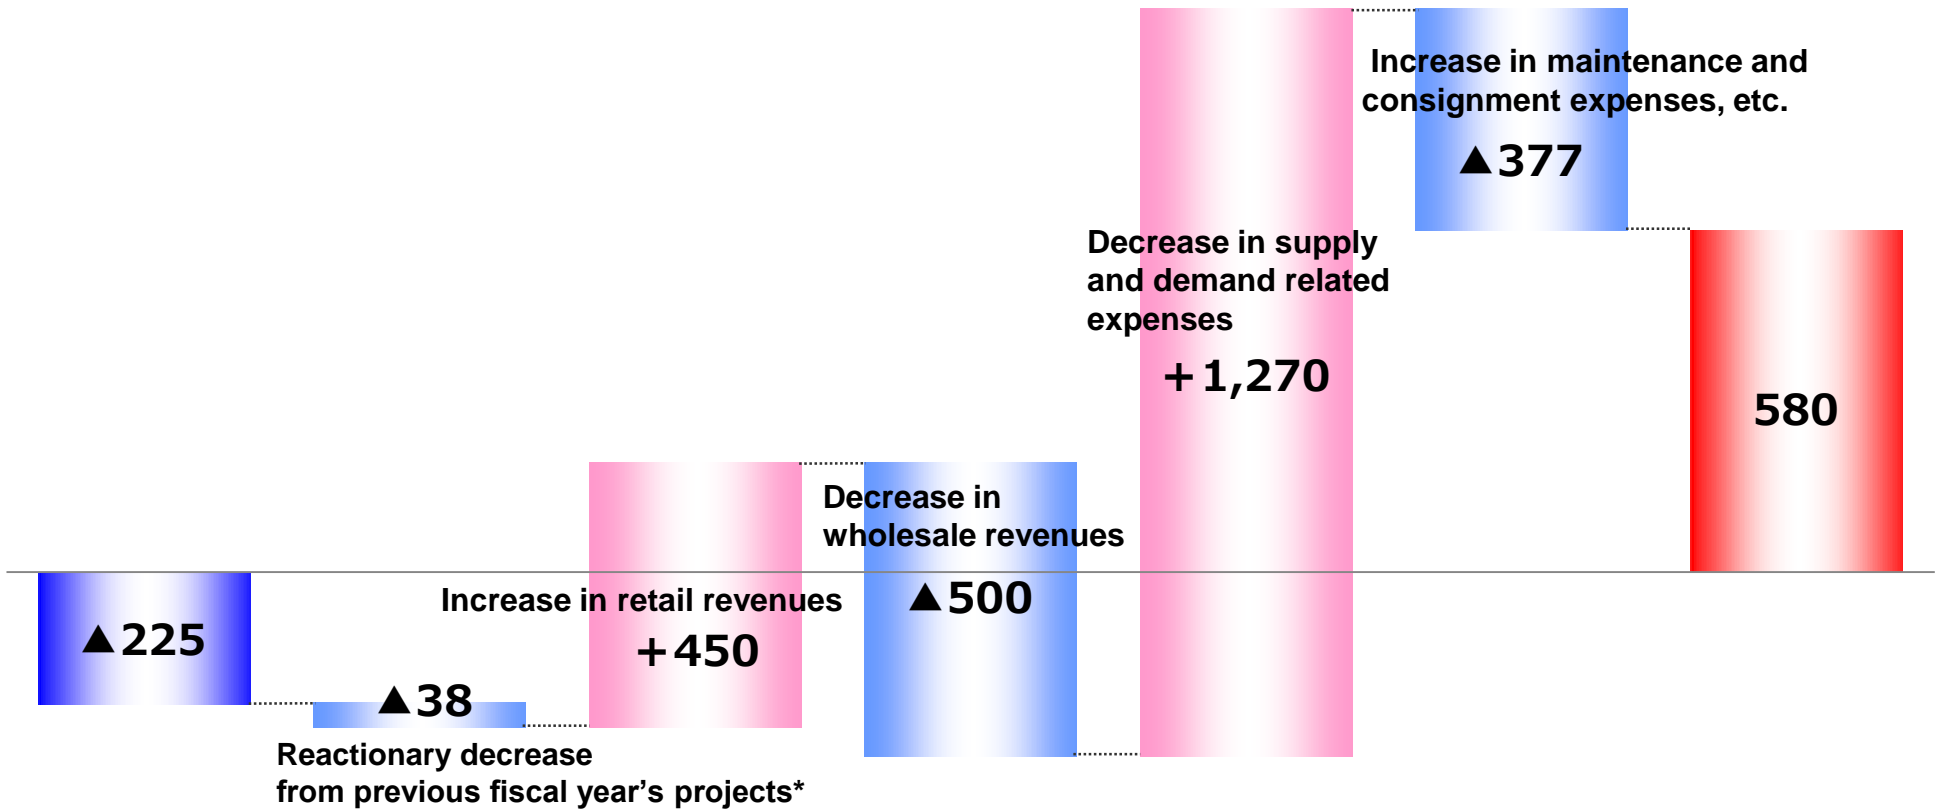 ▲225
▲38
Reactionary decrease
from previous fiscal year's projects*
Increase in retail revenues
+450
Decrease in
wholesale revenues
▲500
Decrease in supply
and demand related
expenses
+1,270
Increase in maintenance and
consignment expenses, etc.
▲377
580